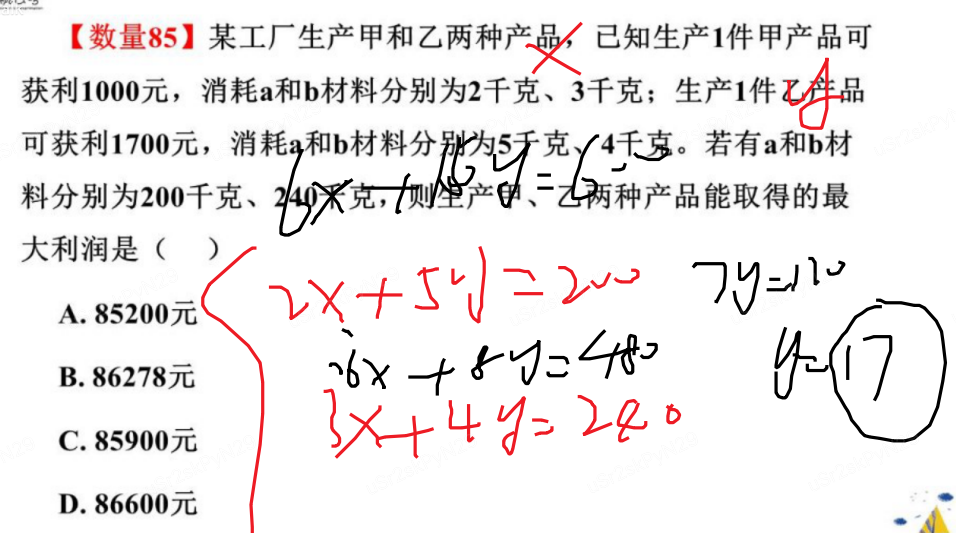 【数量85】某工厂生产甲和乙两种产品，已知生产1件甲产品可
获利1000元，消耗a和b材料分别为2千克、3千克；生产1件乙产品
可获利1700元，消耗a和b材料分别为5千克、4千克。若有a和b材
料分别为200千克、240千克，则生产甲、乙两种产品能取得的最
大利润是（ ）
A. 85200元
B. 86278元
C. 85900元
D. 86600元
x
y
6x+15y=600
2x+5y=200
6x+8y=480
3x+4y=240
7y=120
y=17